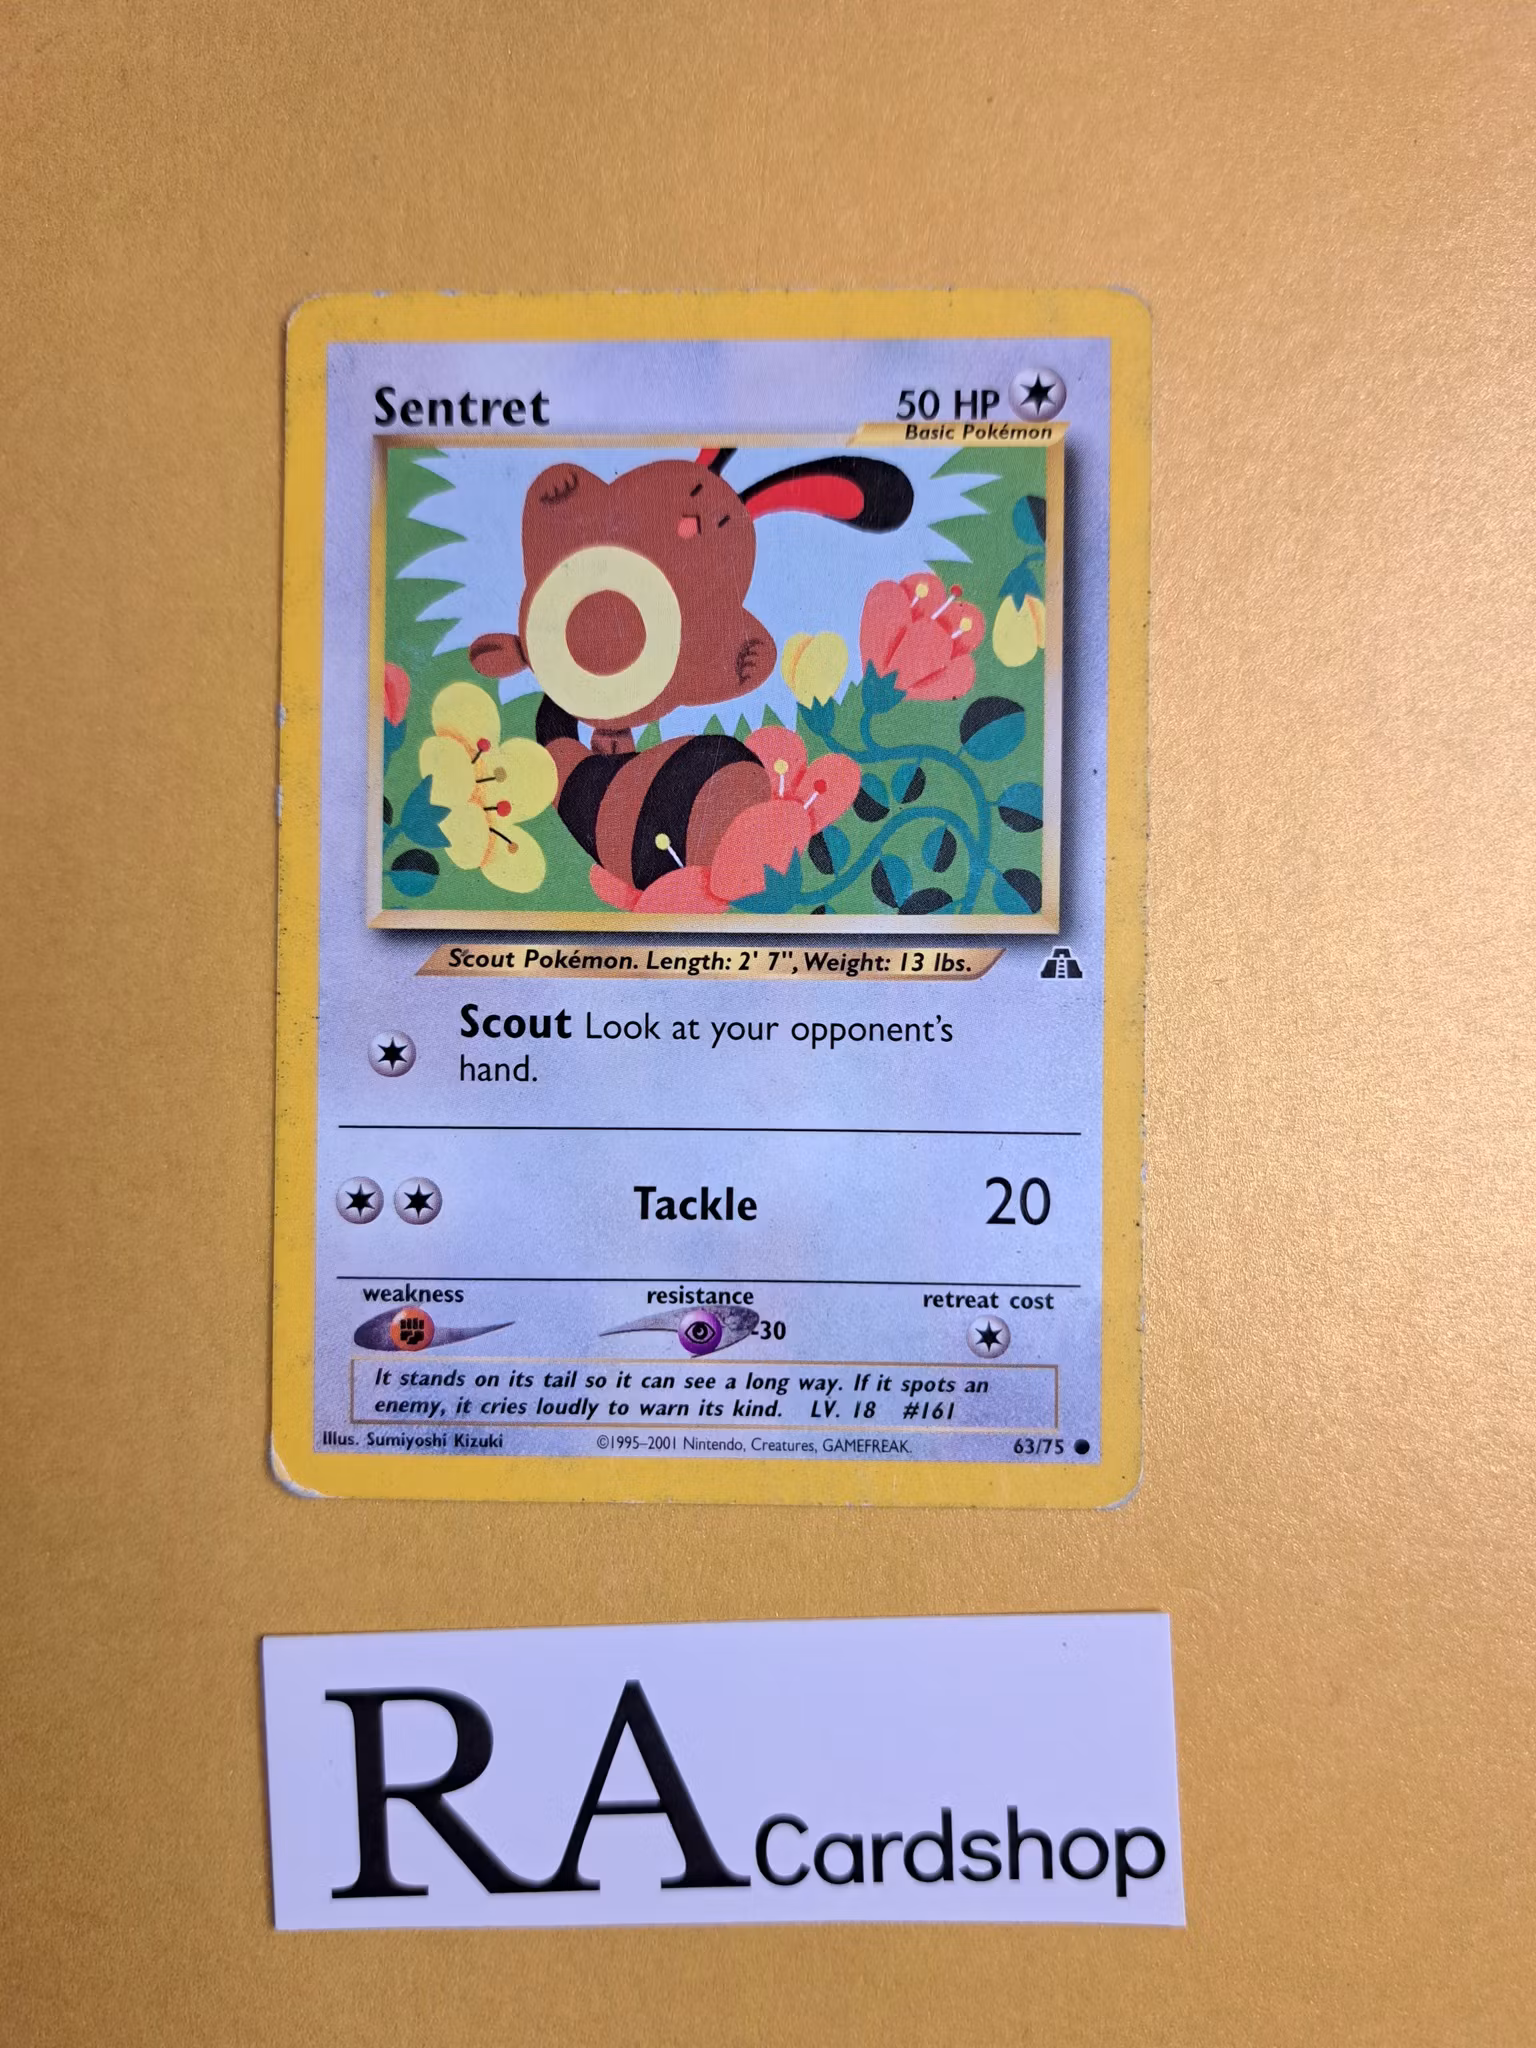 Sentret
50 HP
Basic Pokémon
Scout Pokémon. Length: 2' 7", Weight: 13 lbs.
Scout Look at your opponent's
hand.
Tackle 20
weakness resistance retreat cost
-30
It stands on its tail so it can see a long way. If it spots an
enemy, it cries loudly to warn its kind. LV. 18 #161
Illus. Sumiyoshi Kizuki ©1995–2001 Nintendo, Creatures, GAMEFREAK. 63/75
RA Cardshop